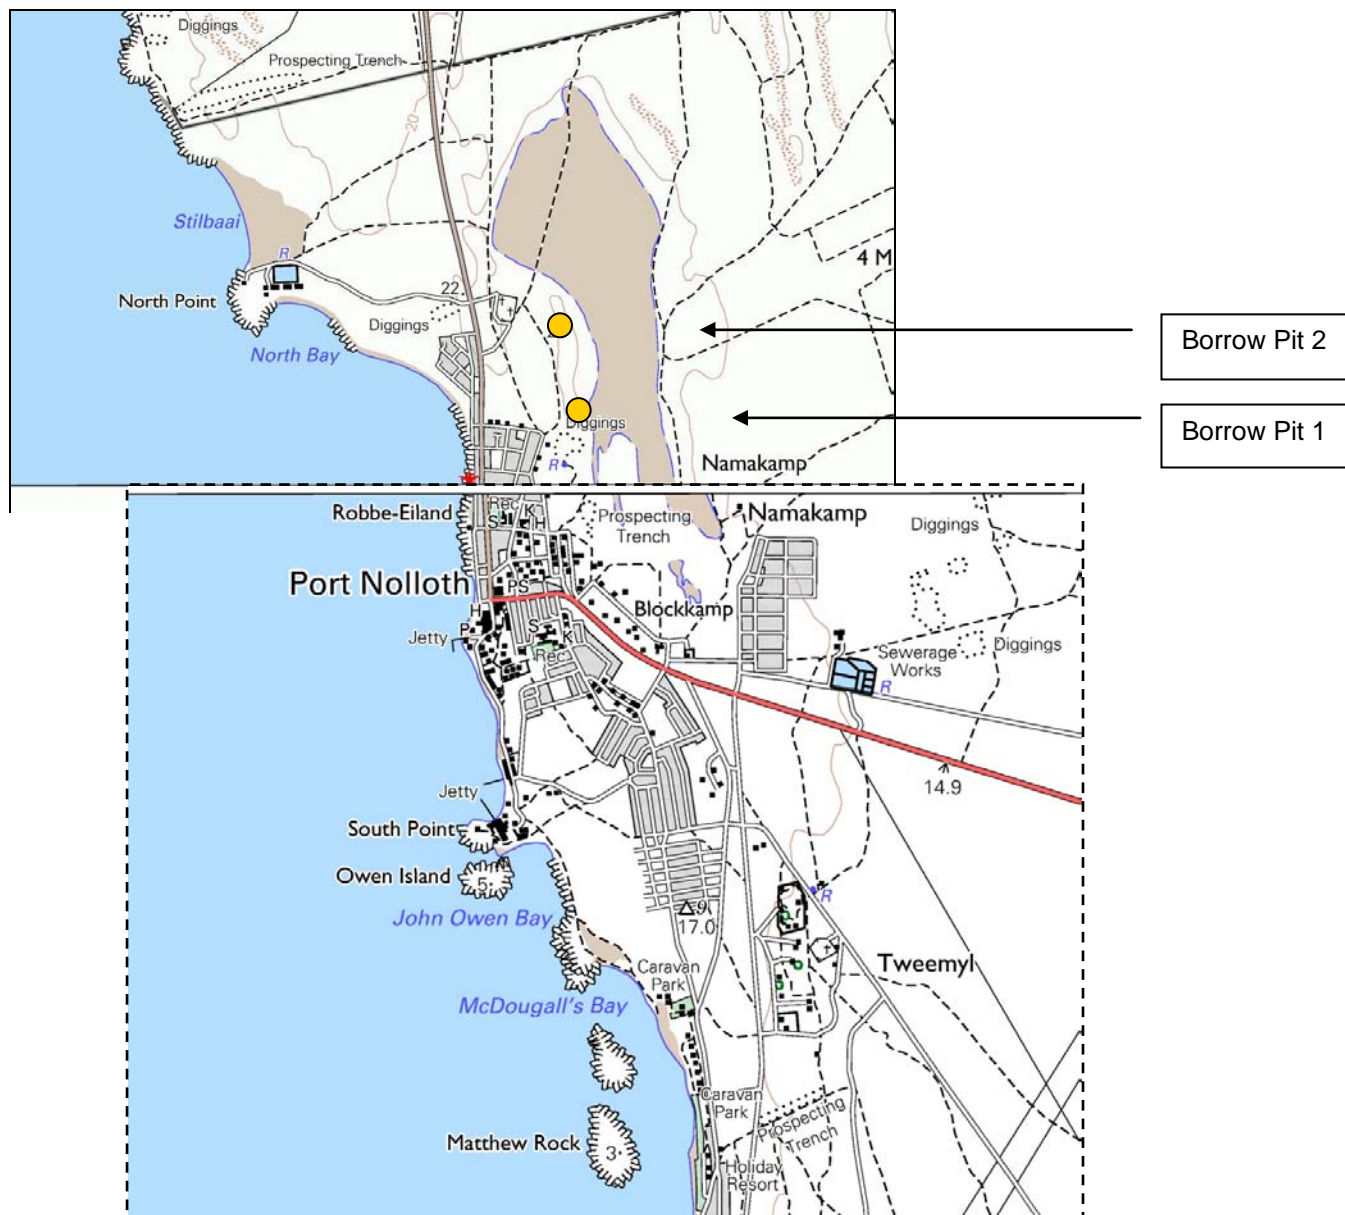 Diggings
Prospecting Trench
20
Stilbaai
R
4 M
North Point
22
Diggings
North Bay
Borrow Pit 2
Borrow Pit 1
T
Diggings
R
Namakamp
Robbe-Eiland
Rec
K
S
H
Prospecting
Trench
Namakamp
Diggings
Port Nolloth
PS
H
P
Jetty
S
K
Rec
Blockkamp
Diggings
Sewerage
Works
R
14.9
Jetty
South Point
Owen Island
5
John Owen Bay
9
17.0
R
Caravan
Park
Tweemyl
McDougall's Bay
Caravan
Park
Prospecting
Trench
Matthew Rock
3
Holiday
Resort